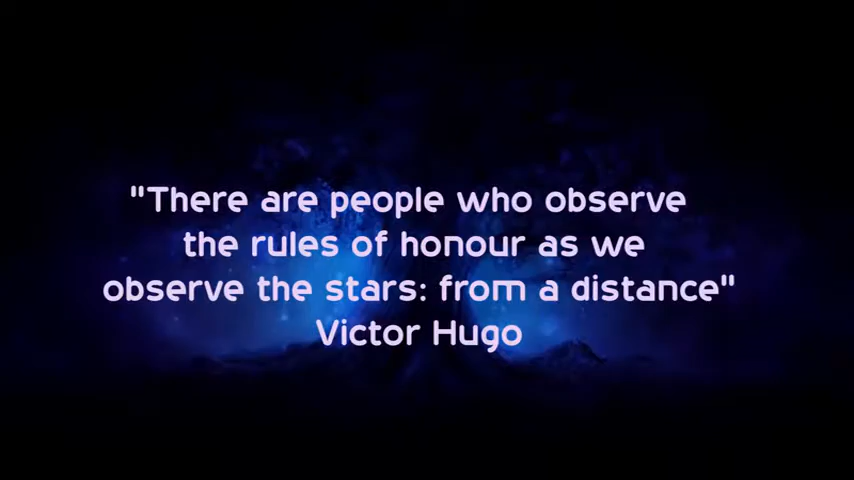 "There are people who observe
the rules of honour as we
observe the stars: from a distance"
Victor Hugo